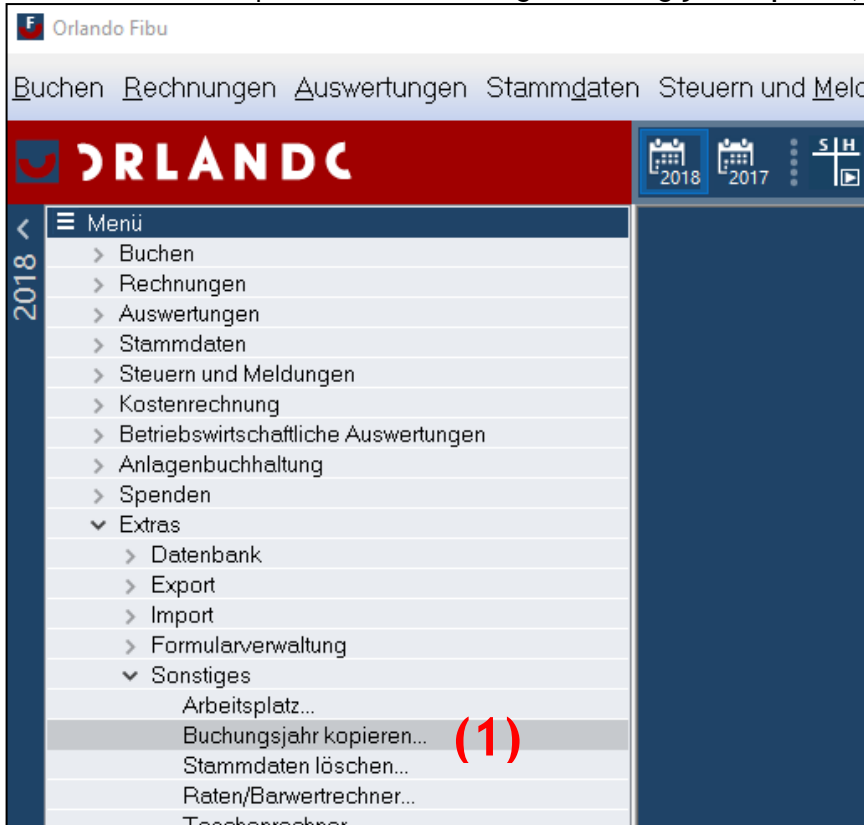 Orlando Fibu
Buchen Rechnungen Auswertungen Stammdaten Steuern und Meld
ORLANDO
2018 2017 S H
2018
Menü
Buchen
Rechnungen
Auswertungen
Stammdaten
Steuern und Meldungen
Kostenrechnung
Betriebswirtschaftliche Auswertungen
Anlagenbuchhaltung
Spenden
Extras
Datenbank
Export
Import
Formularverwaltung
Sonstiges
Arbeitsplatz...
Buchungsjahr kopieren... (1)
Stammdaten löschen...
Raten/Barwertrechner...
Taschenrechner